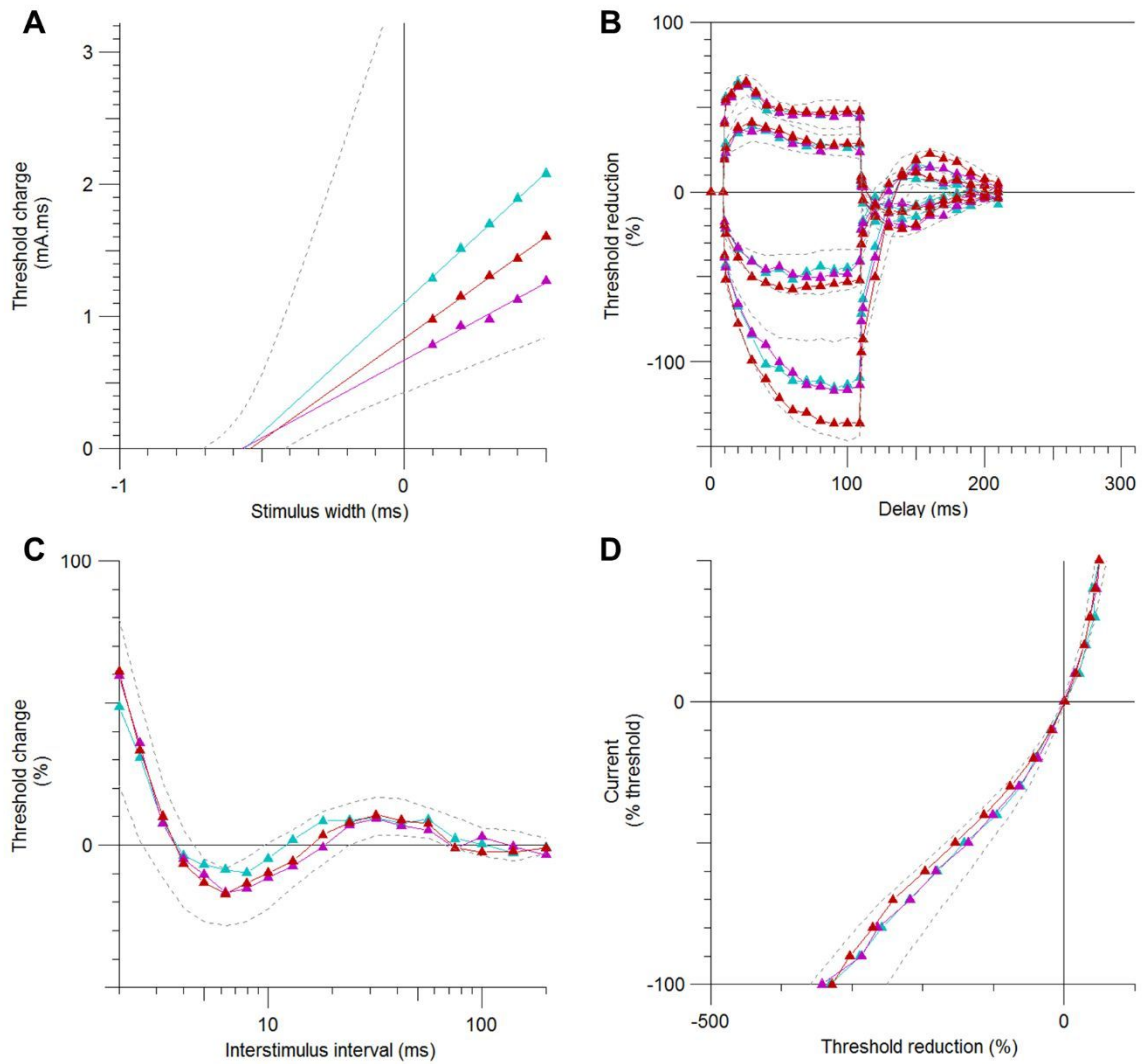 A
3
2
1
0
-1
0
Threshold change
(mA.ms)
Stimulus width (ms)
B
100
0
-100
0
100
200
300
Threshold reduction
(%)
Delay (ms)
C
100
0
10
100
Threshold change
(%)
Interstimulus interval (ms)
D
0
-100
-500
0
Current
(% threshold)
Threshold reduction (%)